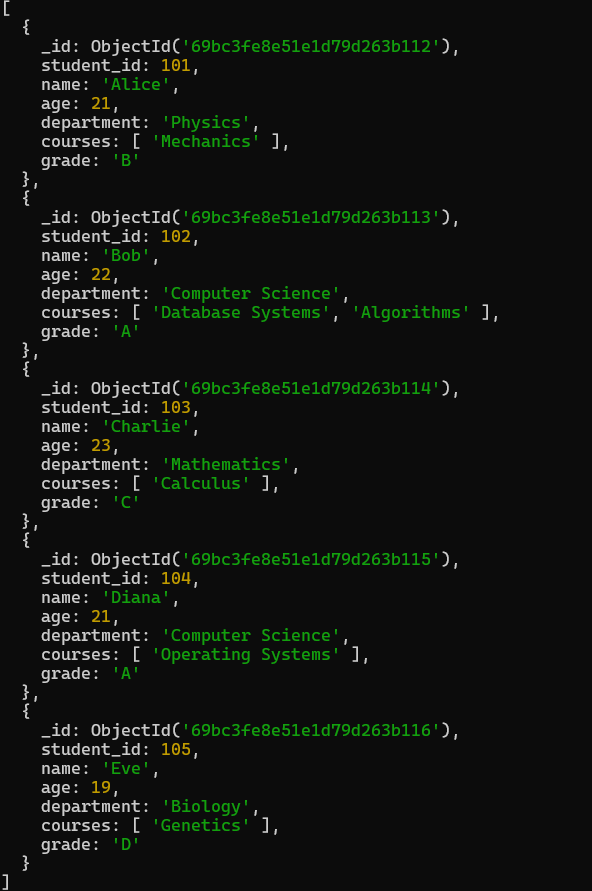 [
  {
    _id: ObjectId('69bc3fe8e51e1d79d263b112'),
    student_id: 101,
    name: 'Alice',
    age: 21,
    department: 'Physics',
    courses: [ 'Mechanics' ],
    grade: 'B'
  },
  {
    _id: ObjectId('69bc3fe8e51e1d79d263b113'),
    student_id: 102,
    name: 'Bob',
    age: 22,
    department: 'Computer Science',
    courses: [ 'Database Systems', 'Algorithms' ],
    grade: 'A'
  },
  {
    _id: ObjectId('69bc3fe8e51e1d79d263b114'),
    student_id: 103,
    name: 'Charlie',
    age: 23,
    department: 'Mathematics',
    courses: [ 'Calculus' ],
    grade: 'C'
  },
  {
    _id: ObjectId('69bc3fe8e51e1d79d263b115'),
    student_id: 104,
    name: 'Diana',
    age: 21,
    department: 'Computer Science',
    courses: [ 'Operating Systems' ],
    grade: 'A'
  },
  {
    _id: ObjectId('69bc3fe8e51e1d79d263b116'),
    student_id: 105,
    name: 'Eve',
    age: 19,
    department: 'Biology',
    courses: [ 'Genetics' ],
    grade: 'D'
  }
]